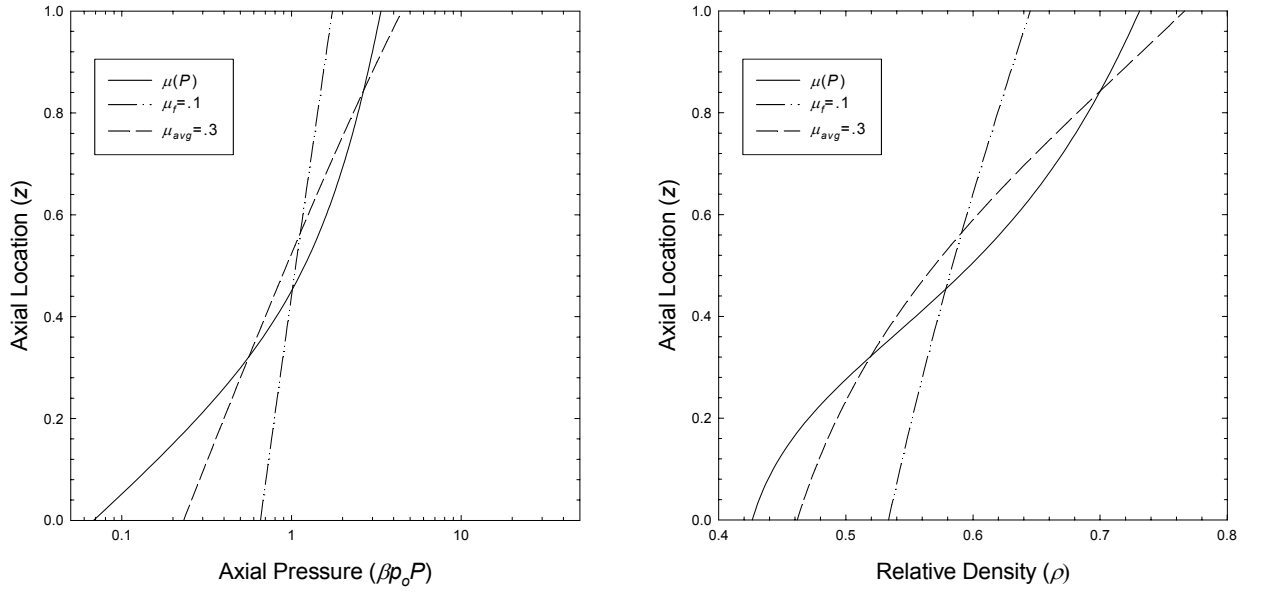 1.0
0.8
0.6
0.4
0.2
0.0
Axial Location (z)
μ(P)
μf=.1
μavg=.3
0.1 1 10
Axial Pressure (βpoP)
1.0
0.8
0.6
0.4
0.2
0.0
Axial Location (z)
μ(P)
μf=.1
μavg=.3
0.4 0.5 0.6 0.7 0.8
Relative Density (ρ)